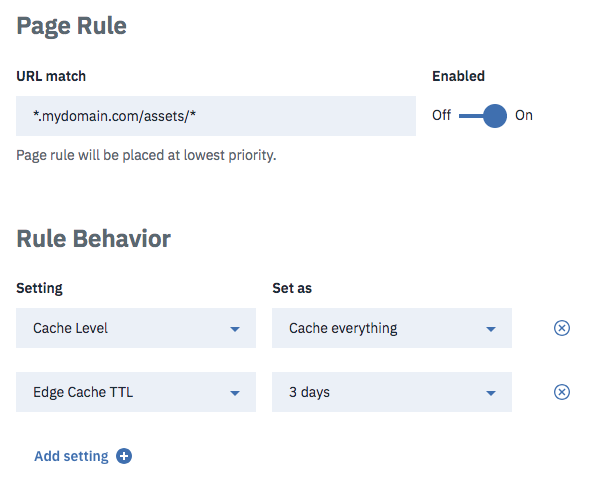 Page Rule
URL match Enabled
*.mydomain.com/assets/* Off On
Page rule will be placed at lowest priority.
Rule Behavior
Setting Set as
Cache Level Cache everything
Edge Cache TTL 3 days
Add setting